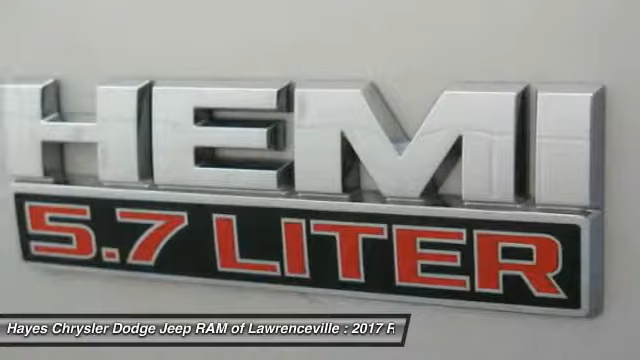 HEMI
5.7 LITER
Hayes Chrysler Dodge Jeep RAM of Lawrenceville : 2017 R